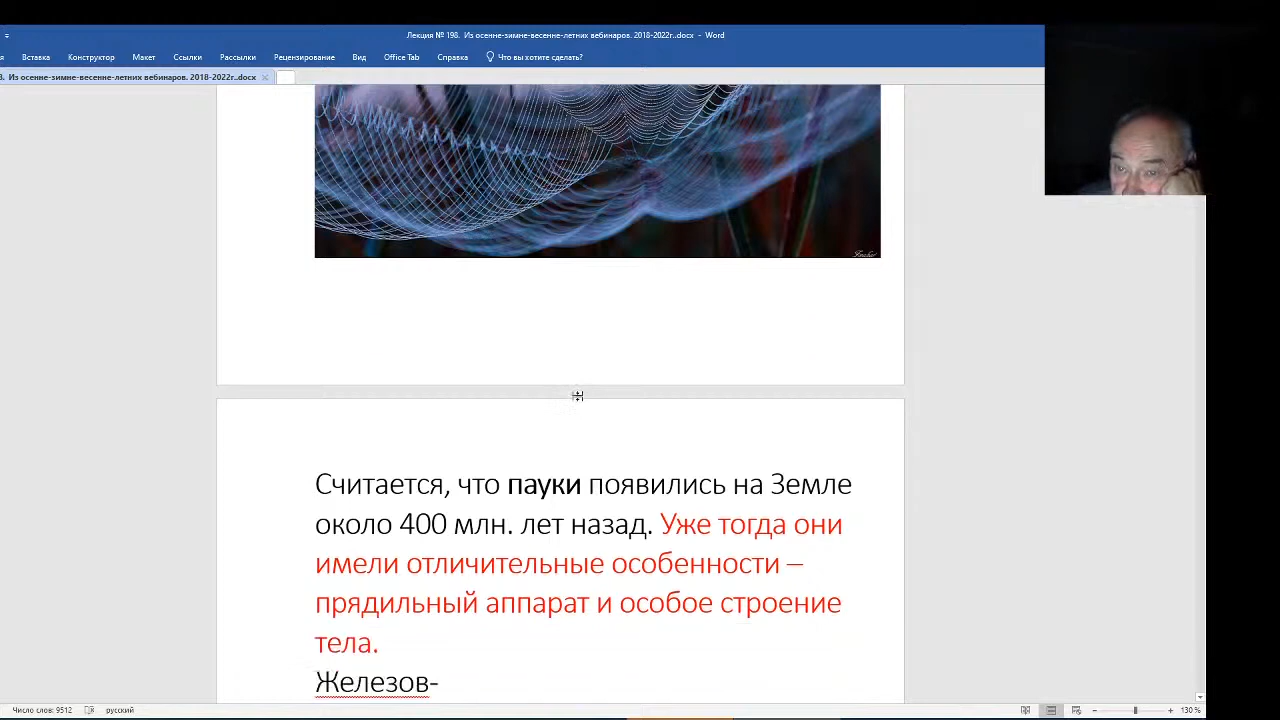 Лекция № 198. Из осенне-зимне-весенне-летних вебинаров. 2018-2022г..docx - Word
Вставка Конструктор Макет Ссылки Рассылки Рецензирование Вид Office Tab Справка Что вы хотите сделать?
8. Из осенне-зимне-весенне-летних вебинаров. 2018-2022г..docx
Считается, что пауки появились на Земле
около 400 млн. лет назад. Уже тогда они
имели отличительные особенности –
прядильный аппарат и особое строение
тела.
Железов-
Число слов: 9512 русский 130 %